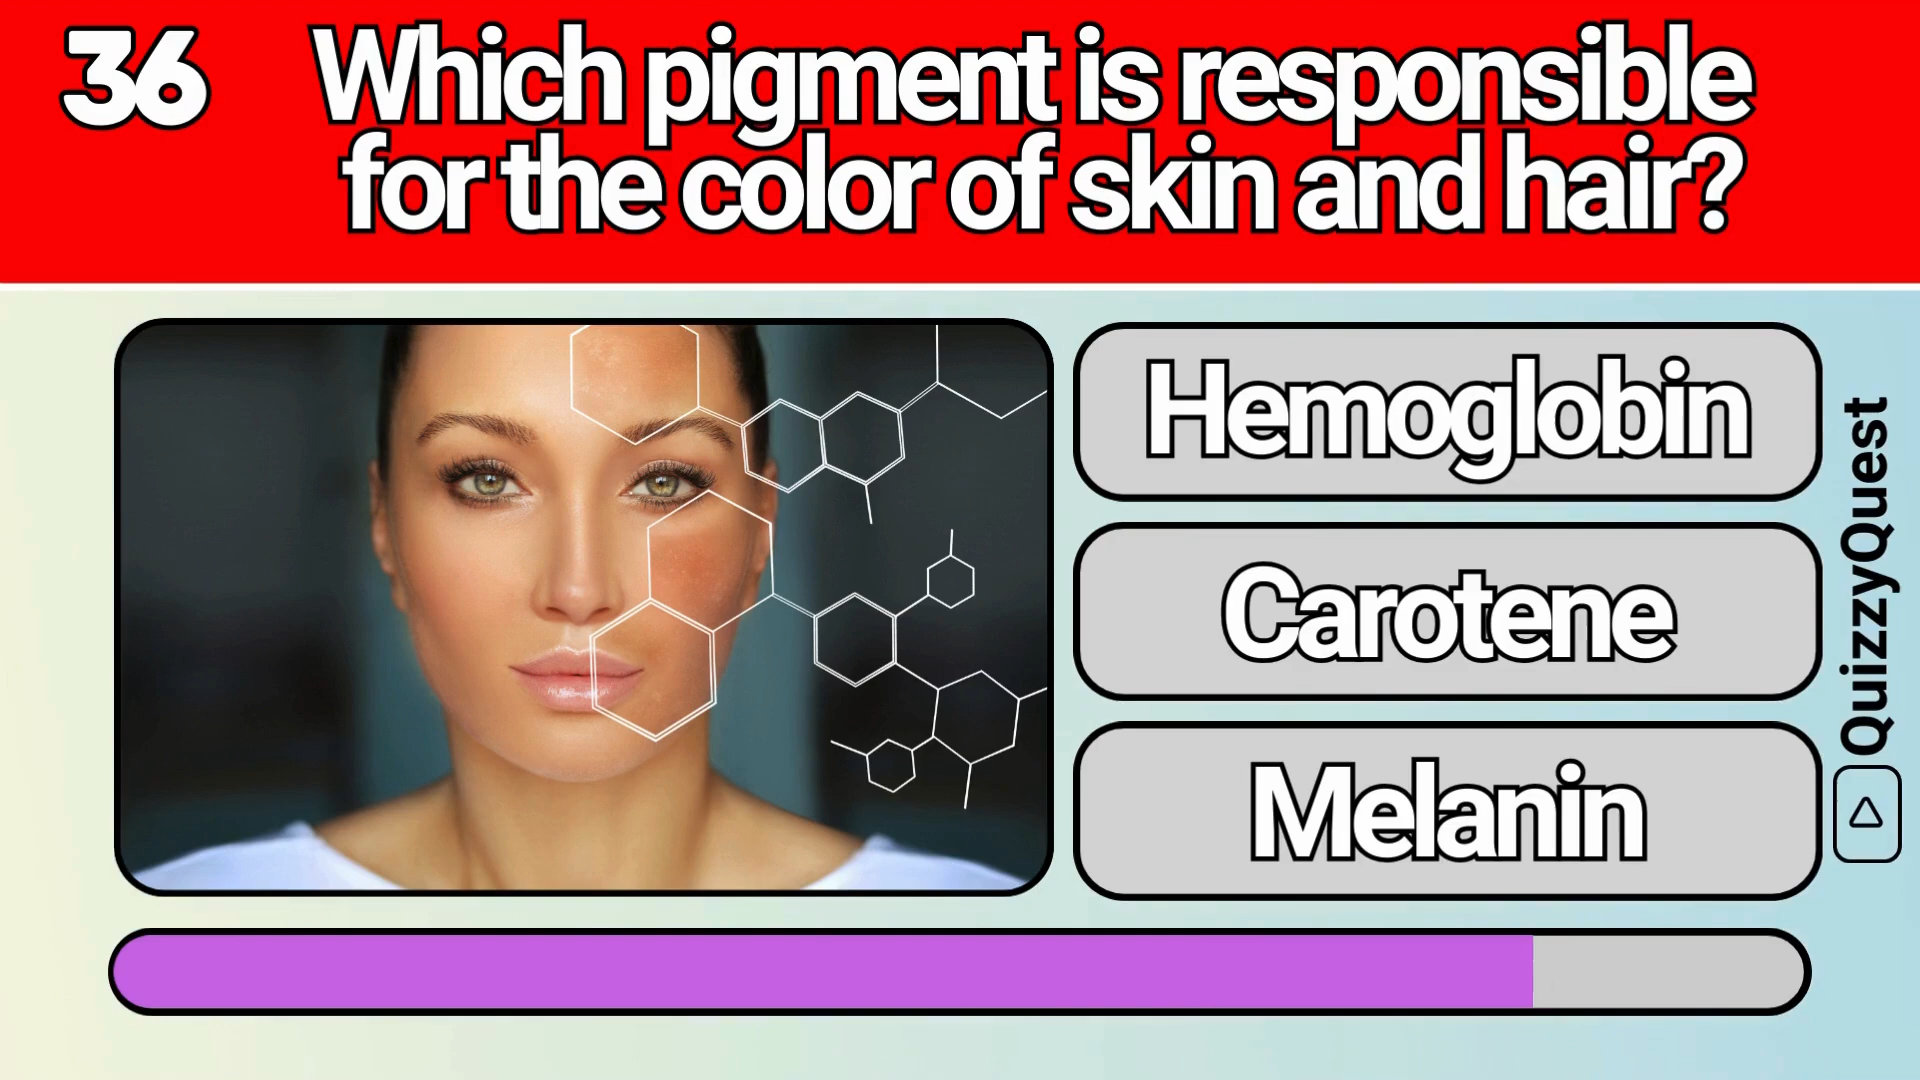 36
Which pigment is responsible
for the color of skin and hair?
Hemoglobin
Carotene
Melanin
QuizzyQuest